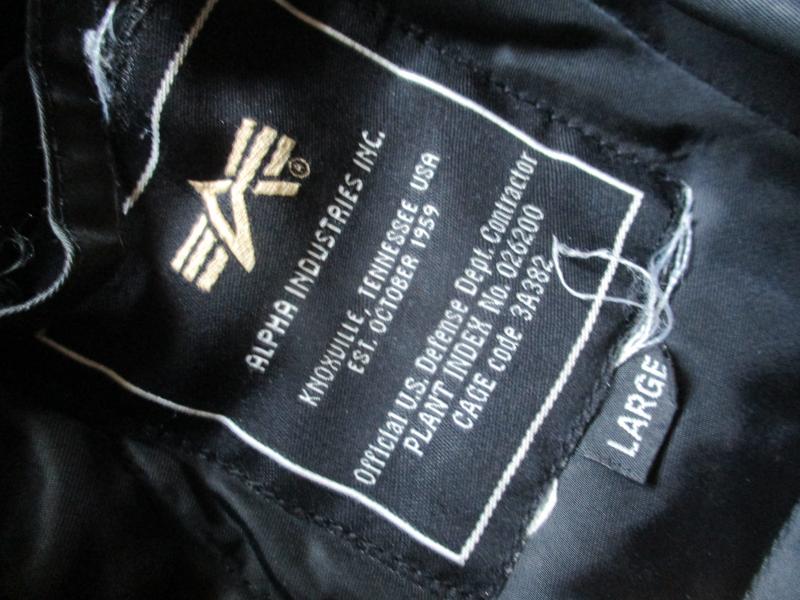 ALPHA INDUSTRIES INC.
KNOXVILLE, TENNESSEE USA
EST. OCTOBER 1959
Official U.S. Defense Dept. Contractor
PLANT INDEX No. 026200
CAGE code 3A382
LARGE